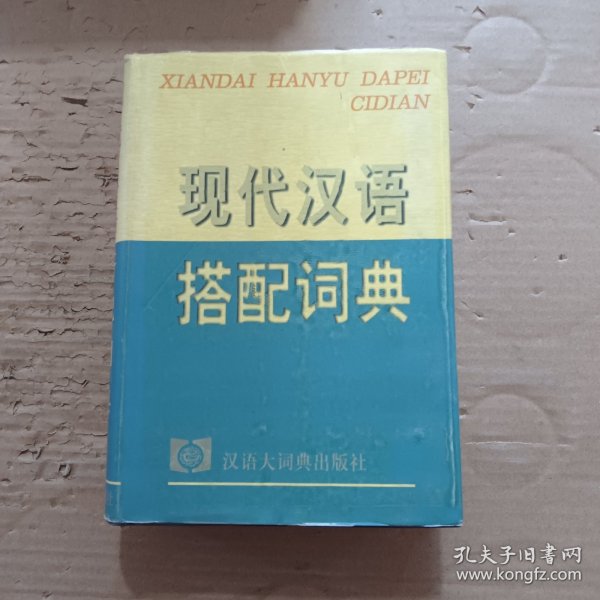 XIANDAI HANYU DAPEI
CIDIAN
现代汉语
搭配词典
汉语大词典出版社
孔夫子旧书网
www.kongfz.com